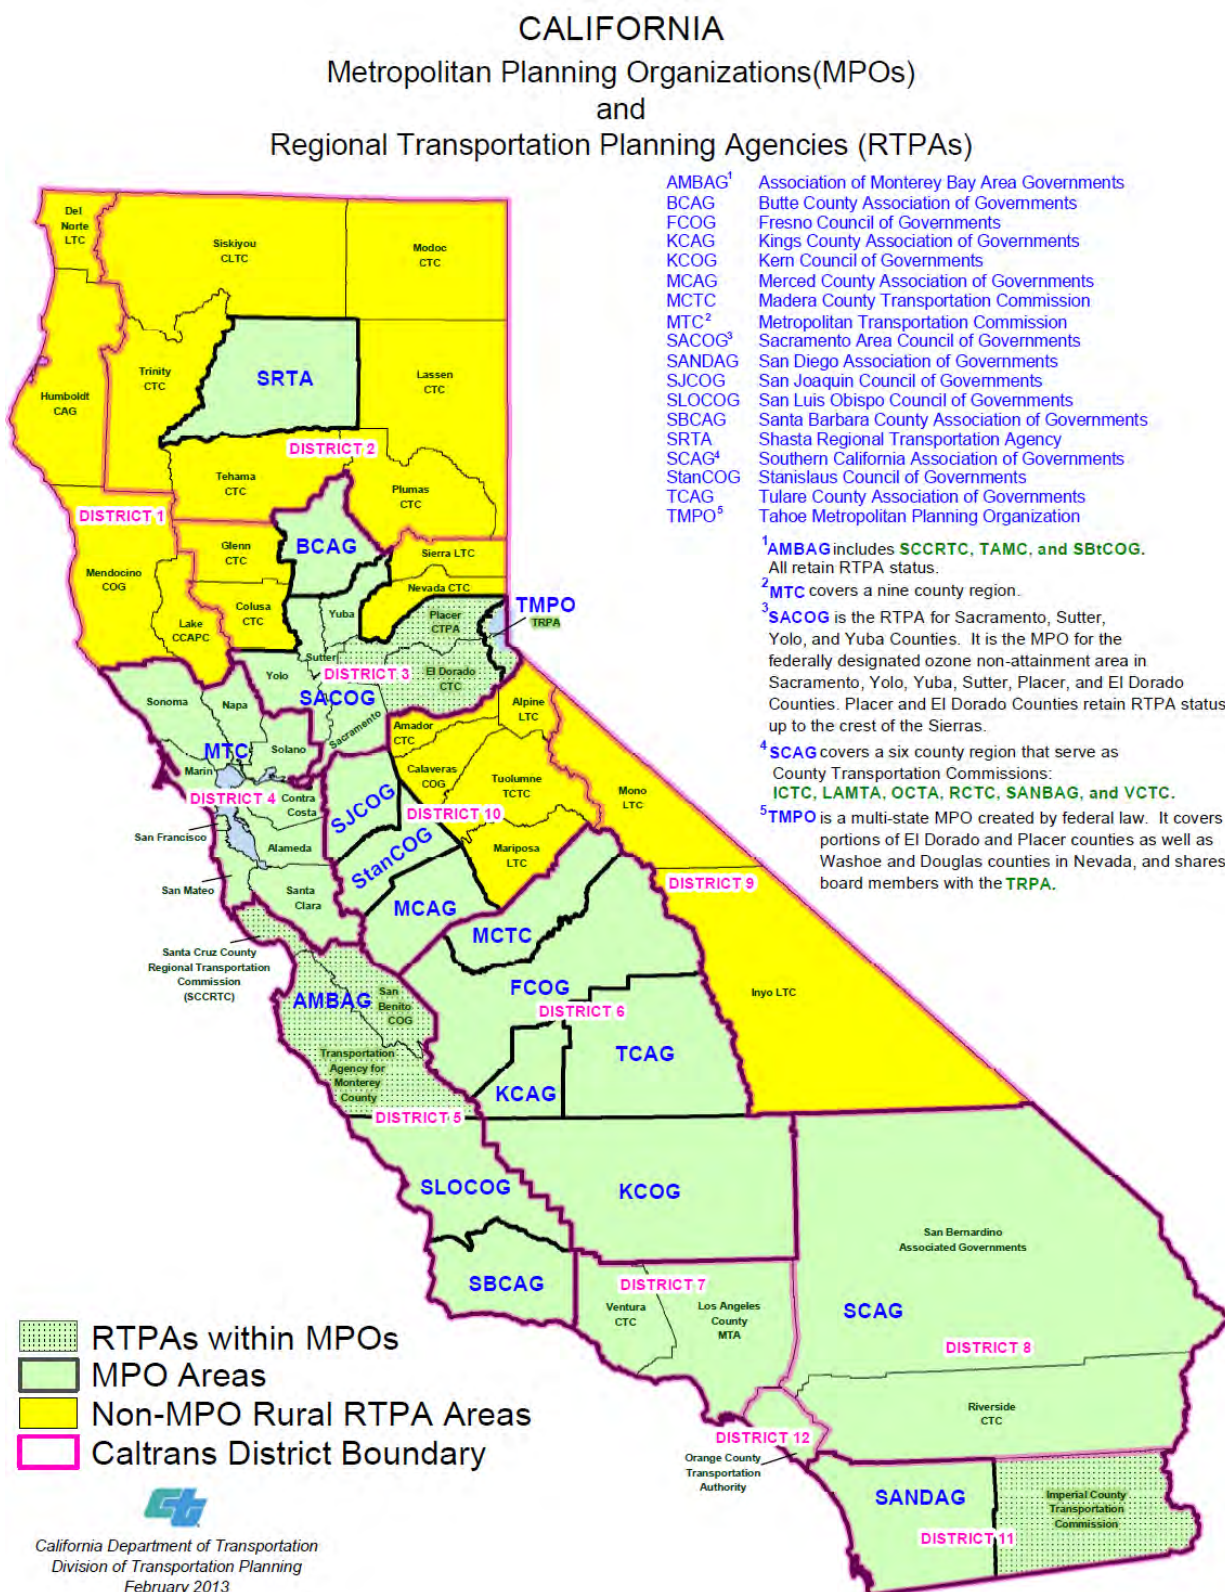 CALIFORNIA
Metropolitan Planning Organizations(MPOs)
and
Regional Transportation Planning Agencies (RTPAs)
AMBAG¹ Association of Monterey Bay Area Governments
BCAG Butte County Association of Governments
FCOG Fresno Council of Governments
KCAG Kings County Association of Governments
KCOG Kern Council of Governments
MCAG Merced County Association of Governments
MCTC Madera County Transportation Commission
MTC² Metropolitan Transportation Commission
SACOG³ Sacramento Area Council of Governments
SANDAG San Diego Association of Governments
SJCOG San Joaquin Council of Governments
SLOCOG San Luis Obispo Council of Governments
SBCAG Santa Barbara County Association of Governments
SRTA Shasta Regional Transportation Agency
SCAG⁴ Southern California Association of Governments
StanCOG Stanislaus Council of Governments
TCAG Tulare County Association of Governments
TMPO⁵ Tahoe Metropolitan Planning Organization
¹AMBAG includes SCCRTC, TAMC, and SBtCOG.
All retain RTPA status.
²MTC covers a nine county region.
³SACOG is the RTPA for Sacramento, Sutter,
Yolo, and Yuba Counties. It is the MPO for the
federally designated ozone non-attainment area in
Sacramento, Yolo, Yuba, Sutter, Placer, and El Dorado
Counties. Placer and El Dorado Counties retain RTPA status
up to the crest of the Sierras.
⁴SCAG covers a six county region that serve as
County Transportation Commissions:
ICTC, LAMTA, OCTA, RCTC, SANBAG, and VCTC.
⁵TMPO is a multi-state MPO created by federal law. It covers
portions of El Dorado and Placer counties as well as
Washoe and Douglas counties in Nevada, and shares
board members with the TRPA.
Del
Norte
LTC
Siskiyou
CLTC
Modoc
CTC
Humboldt
CAG
Trinity
CTC
SRTA
Lassen
CTC
DISTRICT 2
Tehama
CTC
Plumas
CTC
DISTRICT 1
Glenn
CTC
BCAG
Sierra LTC
Mendocino
COG
Nevada CTC
Colusa
CTC
Yuba
Placer
CTPA
TMPO
TRPA
Lake
CCAPC
Sutter
DISTRICT 3
El Dorado
CTC
Yolo
SACOG
Sacramento
Sonoma
Napa
Solano
MTC
Marin
DISTRICT 4
Contra
Costa
San Francisco
Alameda
San Mateo
Santa
Clara
Amador
CTC
Alpine
LTC
Calaveras
COG
Tuolumne
TCTC
Mono
LTC
SJCOG
DISTRICT 10
StanCOG
Mariposa
LTC
MCAG
DISTRICT 9
MCTC
Santa Cruz County
Regional Transportation
Commission
(SCCRTC)
AMBAG
San
Benito
COG
FCOG
DISTRICT 6
Inyo LTC
Transportation
Agency for
Monterey
County
TCAG
KCAG
DISTRICT 5
SLOCOG
KCOG
San Bernardino
Associated Governments
SBCAG
DISTRICT 7
Ventura
CTC
Los Angeles
County
MTA
SCAG
DISTRICT 8
Riverside
CTC
DISTRICT 12
Orange County
Transportation
Authority
SANDAG
Imperial County
Transportation
Commission
DISTRICT 11
RTPAs within MPOs
MPO Areas
Non-MPO Rural RTPA Areas
Caltrans District Boundary
ct
California Department of Transportation
Division of Transportation Planning
February 2013